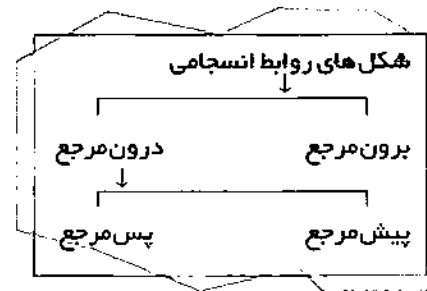 شکل‌های روابط انسجامی
برون‌مرجع درون‌مرجع
پیش‌مرجع پس‌مرجع